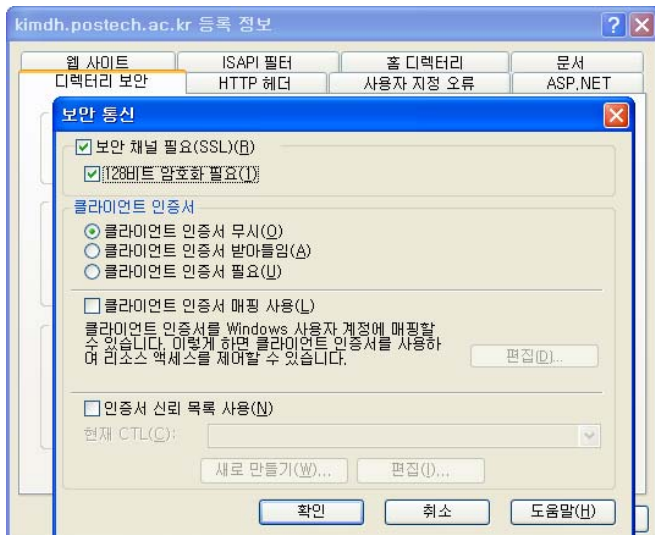 kimdh.postech.ac.kr 등록 정보
웹 사이트 ISAPI 필터 홈 디렉터리 문서
디렉터리 보안 HTTP 헤더 사용자 지정 오류 ASP.NET
보안 통신
보안 채널 필요(SSL)(R)
128비트 암호화 필요(1)
클라이언트 인증서
클라이언트 인증서 무시(O)
클라이언트 인증서 받아들임(A)
클라이언트 인증서 필요(U)
클라이언트 인증서 매핑 사용(L)
클라이언트 인증서를 Windows 사용자 계정에 매핑할
수 있습니다. 이렇게 하면 클라이언트 인증서를 사용하
여 리소스 액세스를 제어할 수 있습니다.
편집(D)...
인증서 신뢰 목록 사용(N)
현재 CTL(C):
새로 만들기(W)... 편집(I)...
확인 취소 도움말(H)